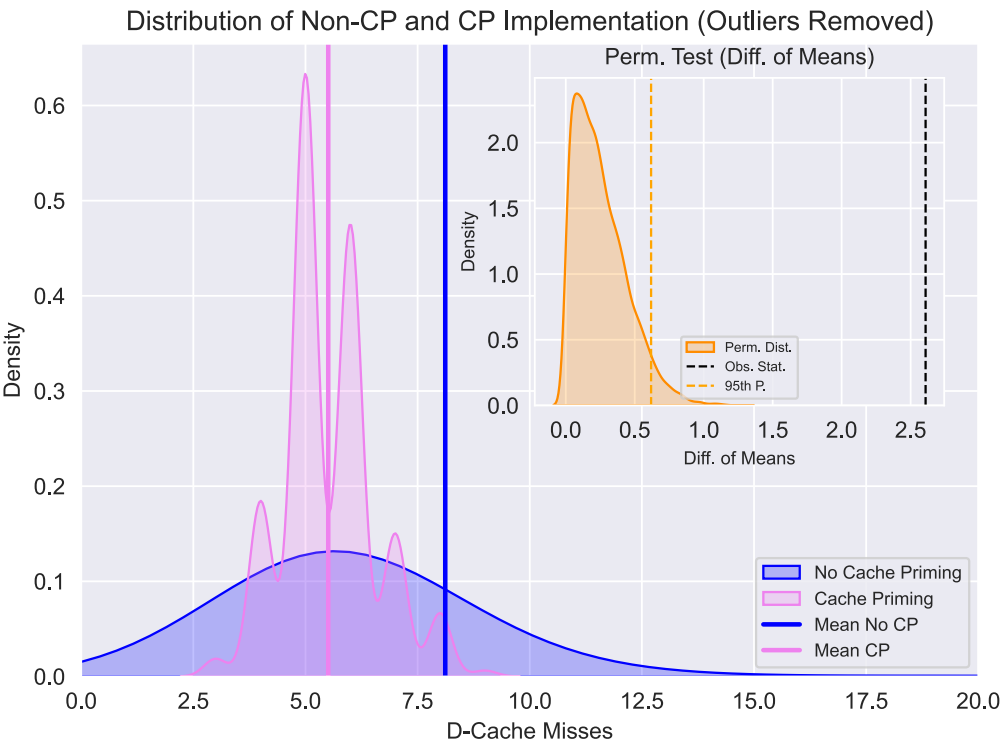 Distribution of Non-CP and CP Implementation (Outliers Removed)
Perm. Test (Diff. of Means)
Density
2.0
1.5
1.0
0.5
0.0
Perm. Dist.
Obs. Stat.
95th P.
0.0 0.5 1.0 1.5 2.0 2.5
Diff. of Means
Density
0.6
0.5
0.4
0.3
0.2
0.1
0.0
No Cache Priming
Cache Priming
Mean No CP
Mean CP
0.0 2.5 5.0 7.5 10.0 12.5 15.0 17.5 20.0
D-Cache Misses